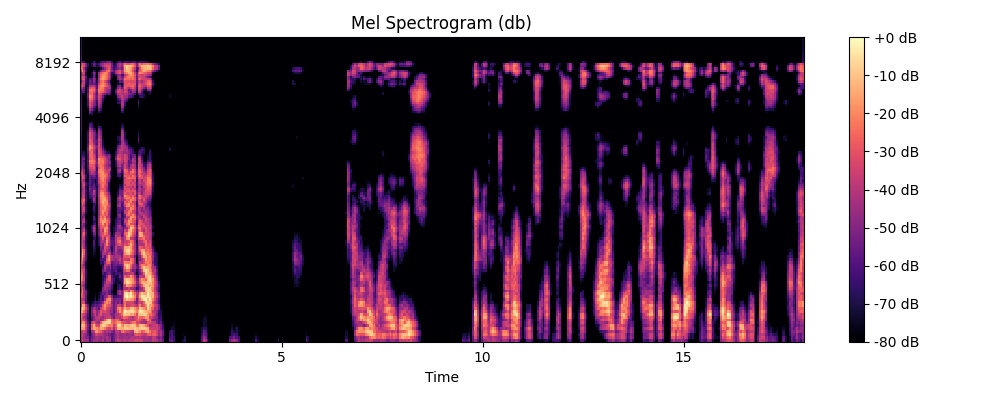 Mel Spectrogram (db)
Hz
8192
4096
2048
1024
512
0
0 5 10 15
Time
+0 dB
-10 dB
-20 dB
-30 dB
-40 dB
-50 dB
-60 dB
-70 dB
-80 dB